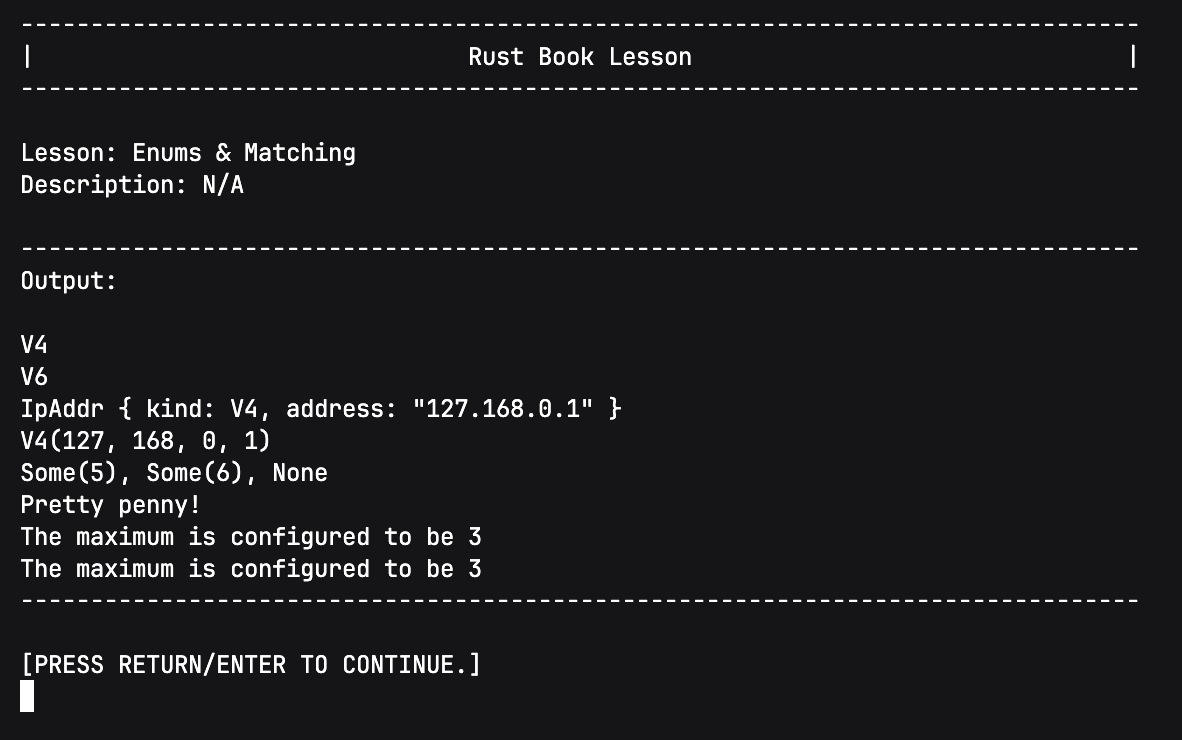 --------------------------------------------------------------------------------
|                               Rust Book Lesson                               |
--------------------------------------------------------------------------------
Lesson: Enums & Matching
Description: N/A
--------------------------------------------------------------------------------
Output:
V4
V6
IpAddr { kind: V4, address: "127.168.0.1" }
V4(127, 168, 0, 1)
Some(5), Some(6), None
Pretty penny!
The maximum is configured to be 3
The maximum is configured to be 3
--------------------------------------------------------------------------------
[PRESS RETURN/ENTER TO CONTINUE.]